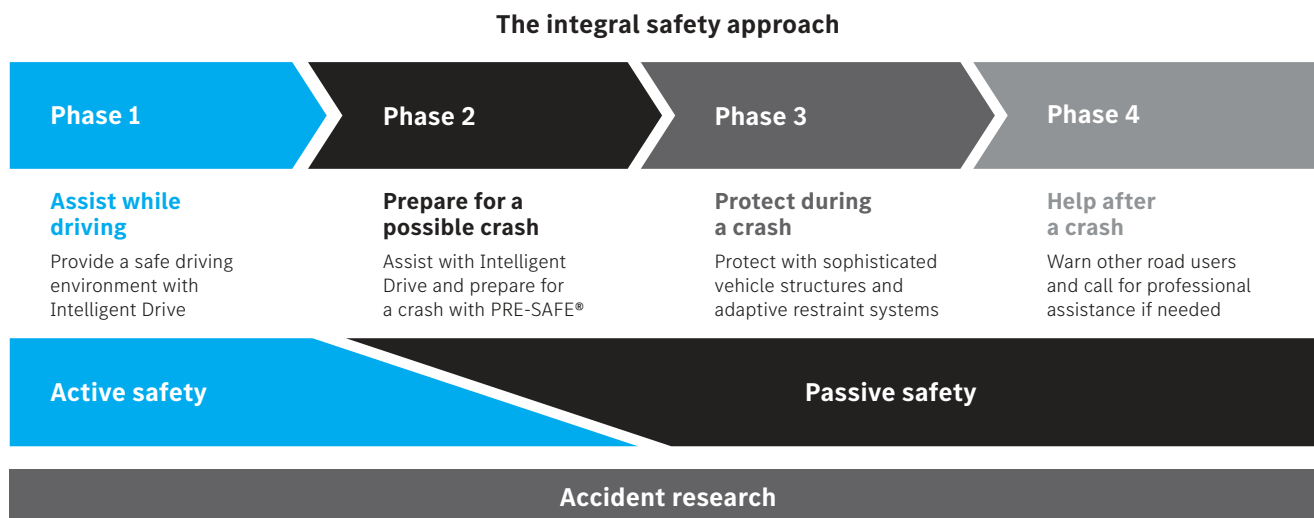 The integral safety approach
Phase 1
Phase 2
Phase 3
Phase 4
Assist while
driving
Provide a safe driving
environment with
Intelligent Drive
Prepare for a
possible crash
Assist with Intelligent
Drive and prepare for
a crash with PRE-SAFE®
Protect during
a crash
Protect with sophisticated
vehicle structures and
adaptive restraint systems
Help after
a crash
Warn other road users
and call for professional
assistance if needed
Active safety
Passive safety
Accident research